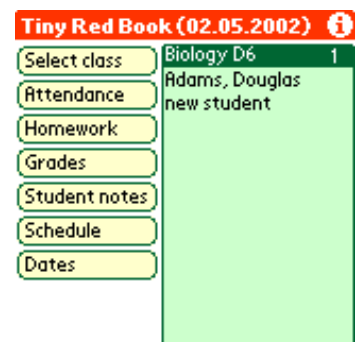 Tiny Red Book (02.05.2002) i
Select class
Attendance
Homework
Grades
Student notes
Schedule
Dates
Biology D6 1
Adams, Douglas
new student